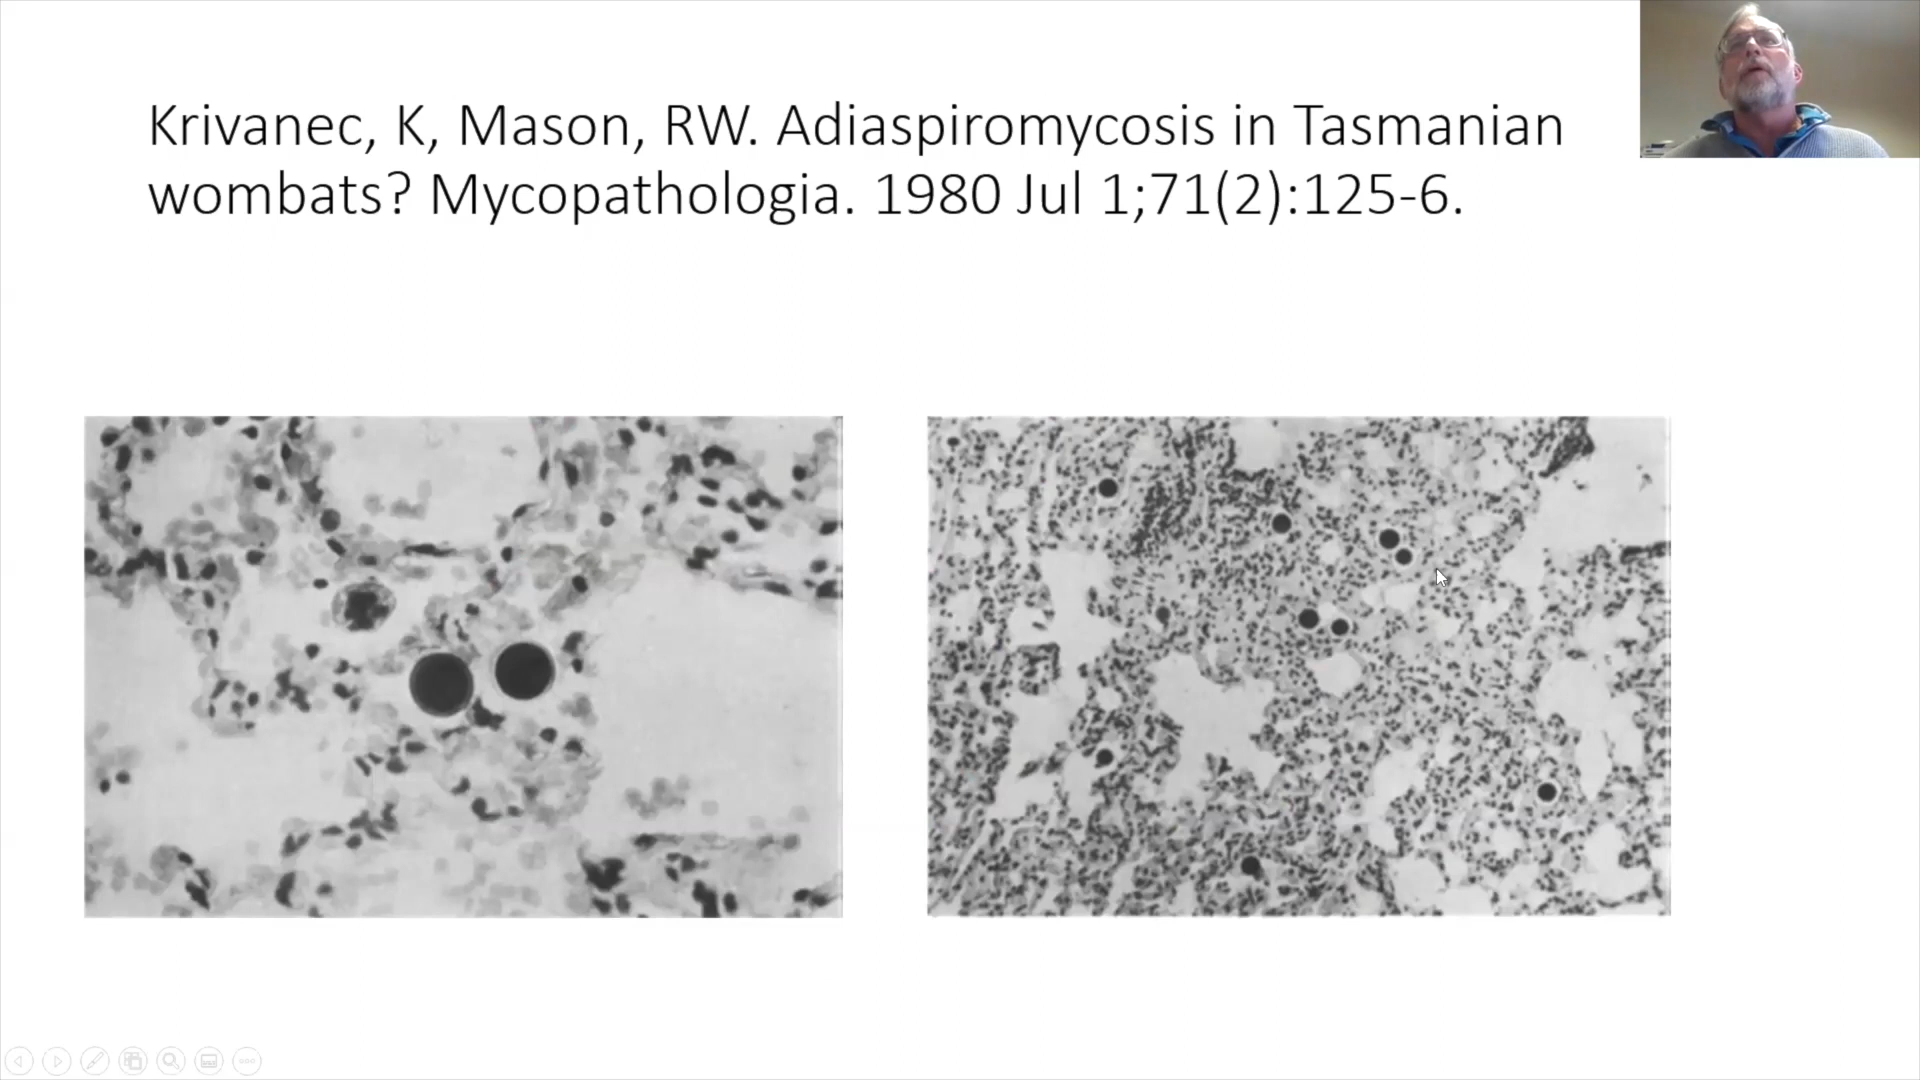 Krivanec, K, Mason, RW. Adiaspiromycosis in Tasmanian
wombats? Mycopathologia. 1980 Jul 1;71(2):125-6.